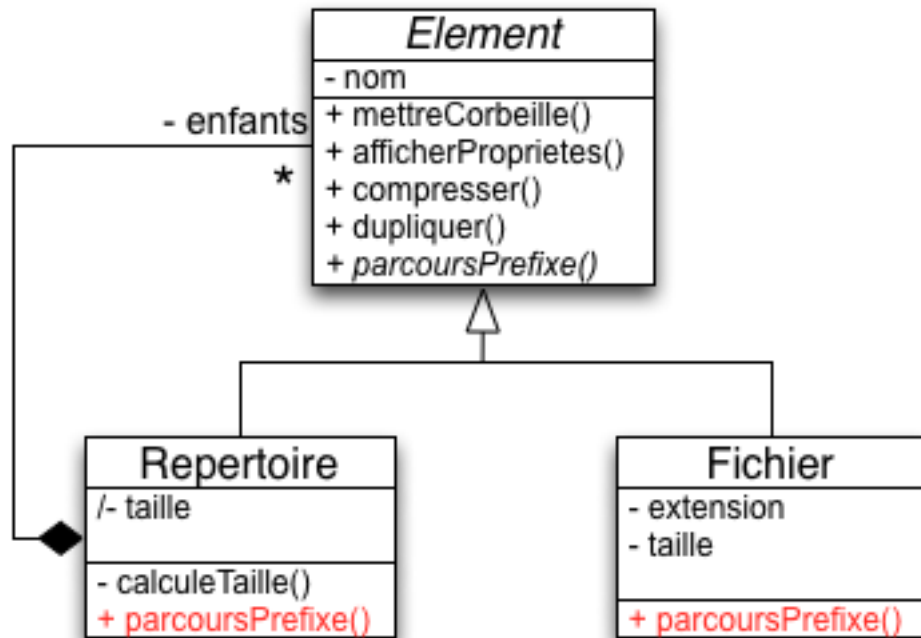 Element
- nom
+ mettreCorbeille()
+ afficherProprietes()
+ compresser()
+ dupliquer()
+ parcoursPrefixe()
- enfants
*
Repertoire
/- taille
- calculeTaille()
+ parcoursPrefixe()
Fichier
- extension
- taille
+ parcoursPrefixe()